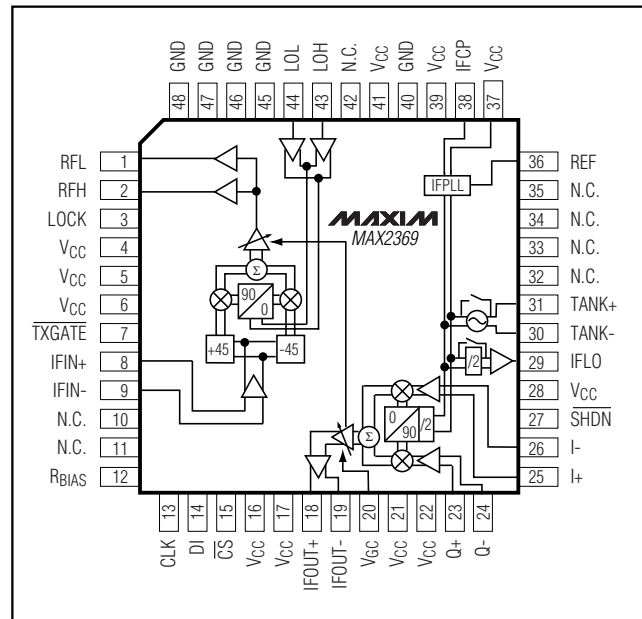 GND GND GND GND LOL LOH N.C. VCC GND VCC IFCP VCC
48 47 46 45 44 43 42 41 40 39 38 37
RFL 1
RFH 2
LOCK 3
VCC 4
VCC 5
VCC 6
TXGATE 7
IFIN+ 8
IFIN- 9
N.C. 10
N.C. 11
RBIAS 12
IFPLL
MAXIM
MAX2369
Σ
90
0
+45 -45
/2
0
90
/2
Σ
36 REF
35 N.C.
34 N.C.
33 N.C.
32 N.C.
31 TANK+
30 TANK-
29 IFLO
28 VCC
27 SHDN
26 I-
25 I+
13 14 15 16 17 18 19 20 21 22 23 24
CLK DI CS VCC VCC IFOUT+ IFOUT- VGC VCC VCC Q+ Q-